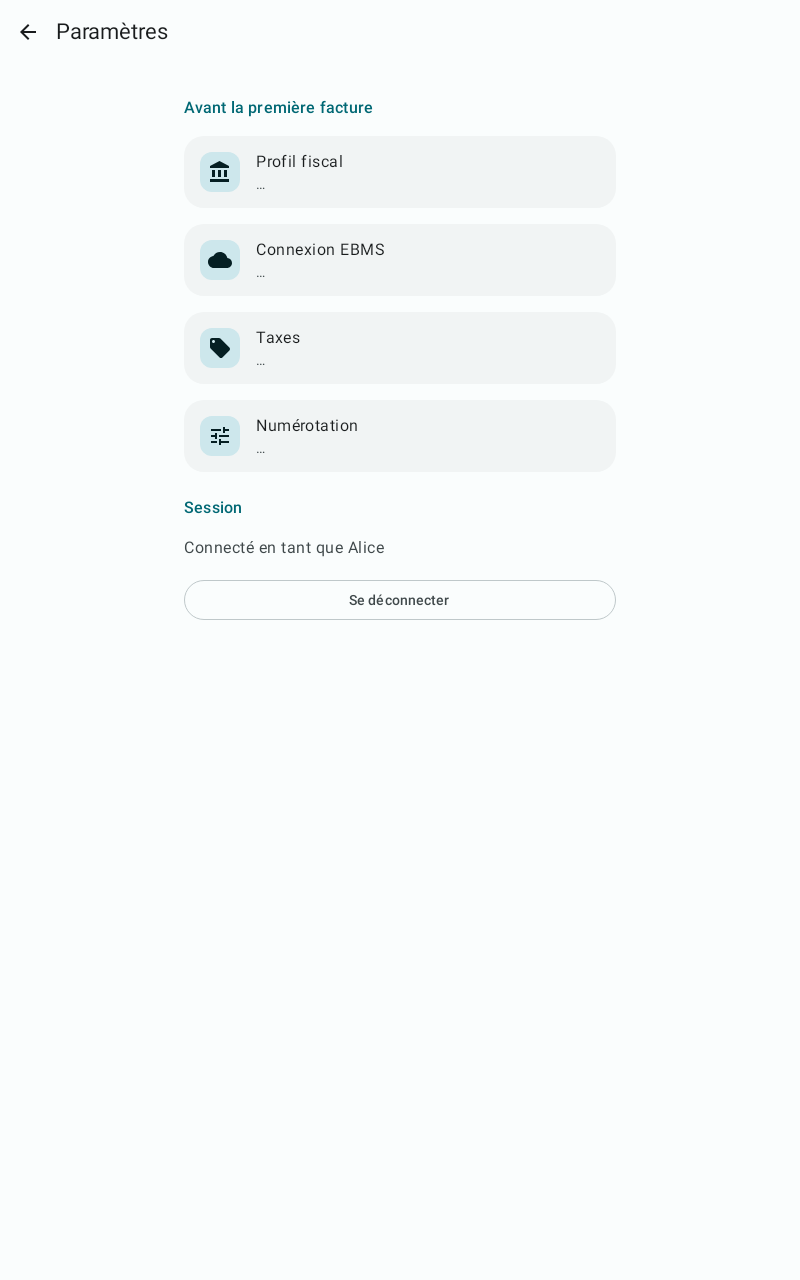 Paramètres
Avant la première facture
Profil fiscal
…
Connexion EBMS
…
Taxes
…
Numérotation
…
Session
Connecté en tant que Alice
Se déconnecter